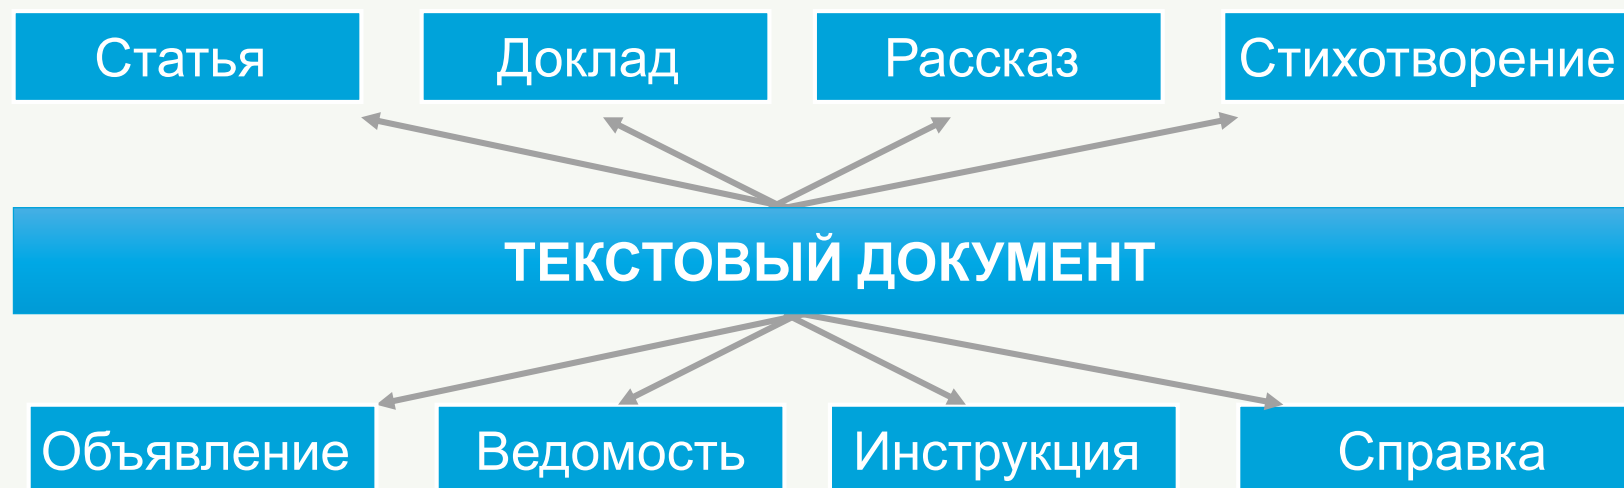 Статья
Доклад
Рассказ
Стихотворение
ТЕКСТОВЫЙ ДОКУМЕНТ
Объявление
Ведомость
Инструкция
Справка